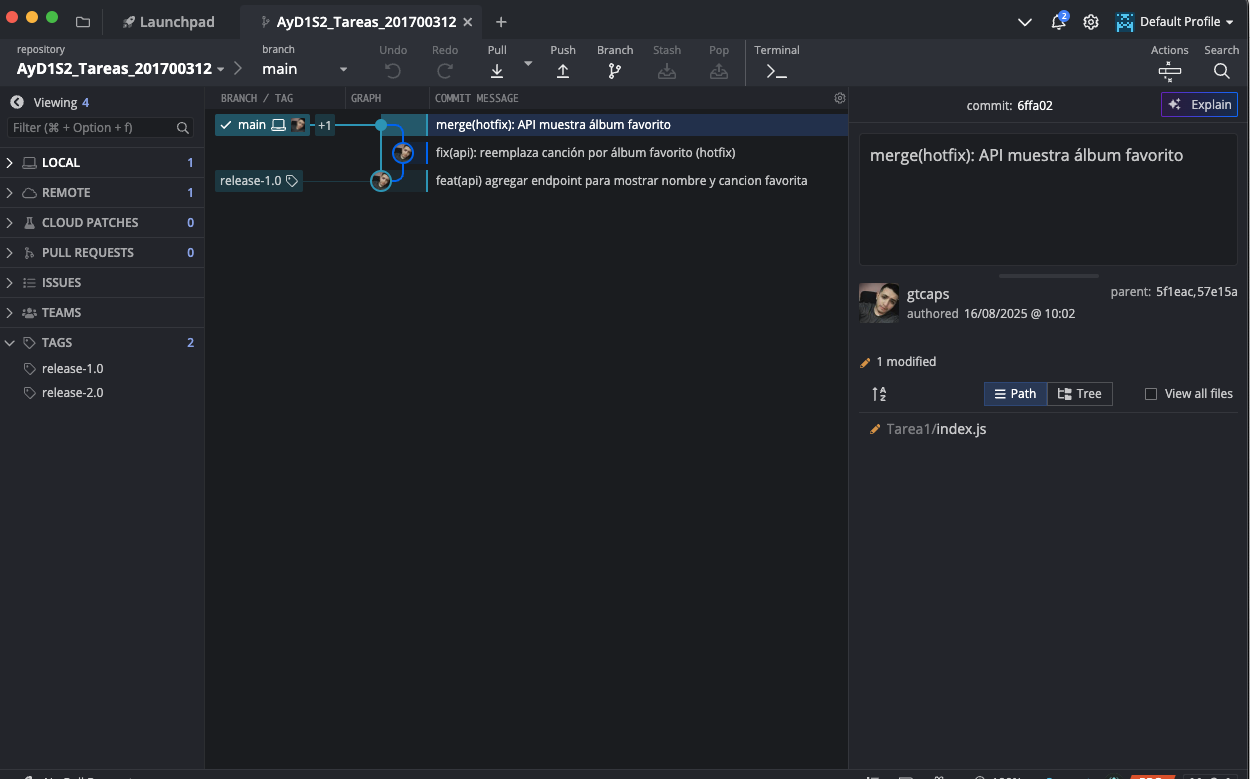 Launchpad
AyD1S2_Tareas_201700312
2
Default Profile
repository
AyD1S2_Tareas_201700312
branch
main
Undo
Redo
Pull
Push
Branch
Stash
Pop
Terminal
Actions
Search
Viewing 4
Filter (⌘ + Option + f)
LOCAL 1
REMOTE 1
CLOUD PATCHES 0
PULL REQUESTS 0
ISSUES
TEAMS
TAGS 2
release-1.0
release-2.0
BRANCH / TAG GRAPH COMMIT MESSAGE
main +1 merge(hotfix): API muestra álbum favorito
fix(api): reemplaza canción por álbum favorito (hotfix)
release-1.0 feat(api) agregar endpoint para mostrar nombre y cancion favorita
commit: 6ffa02
Explain
merge(hotfix): API muestra álbum favorito
gtcaps
authored 16/08/2025 @ 10:02
parent: 5f1eac,57e15a
1 modified
Path
Tree
View all files
Tarea1/index.js